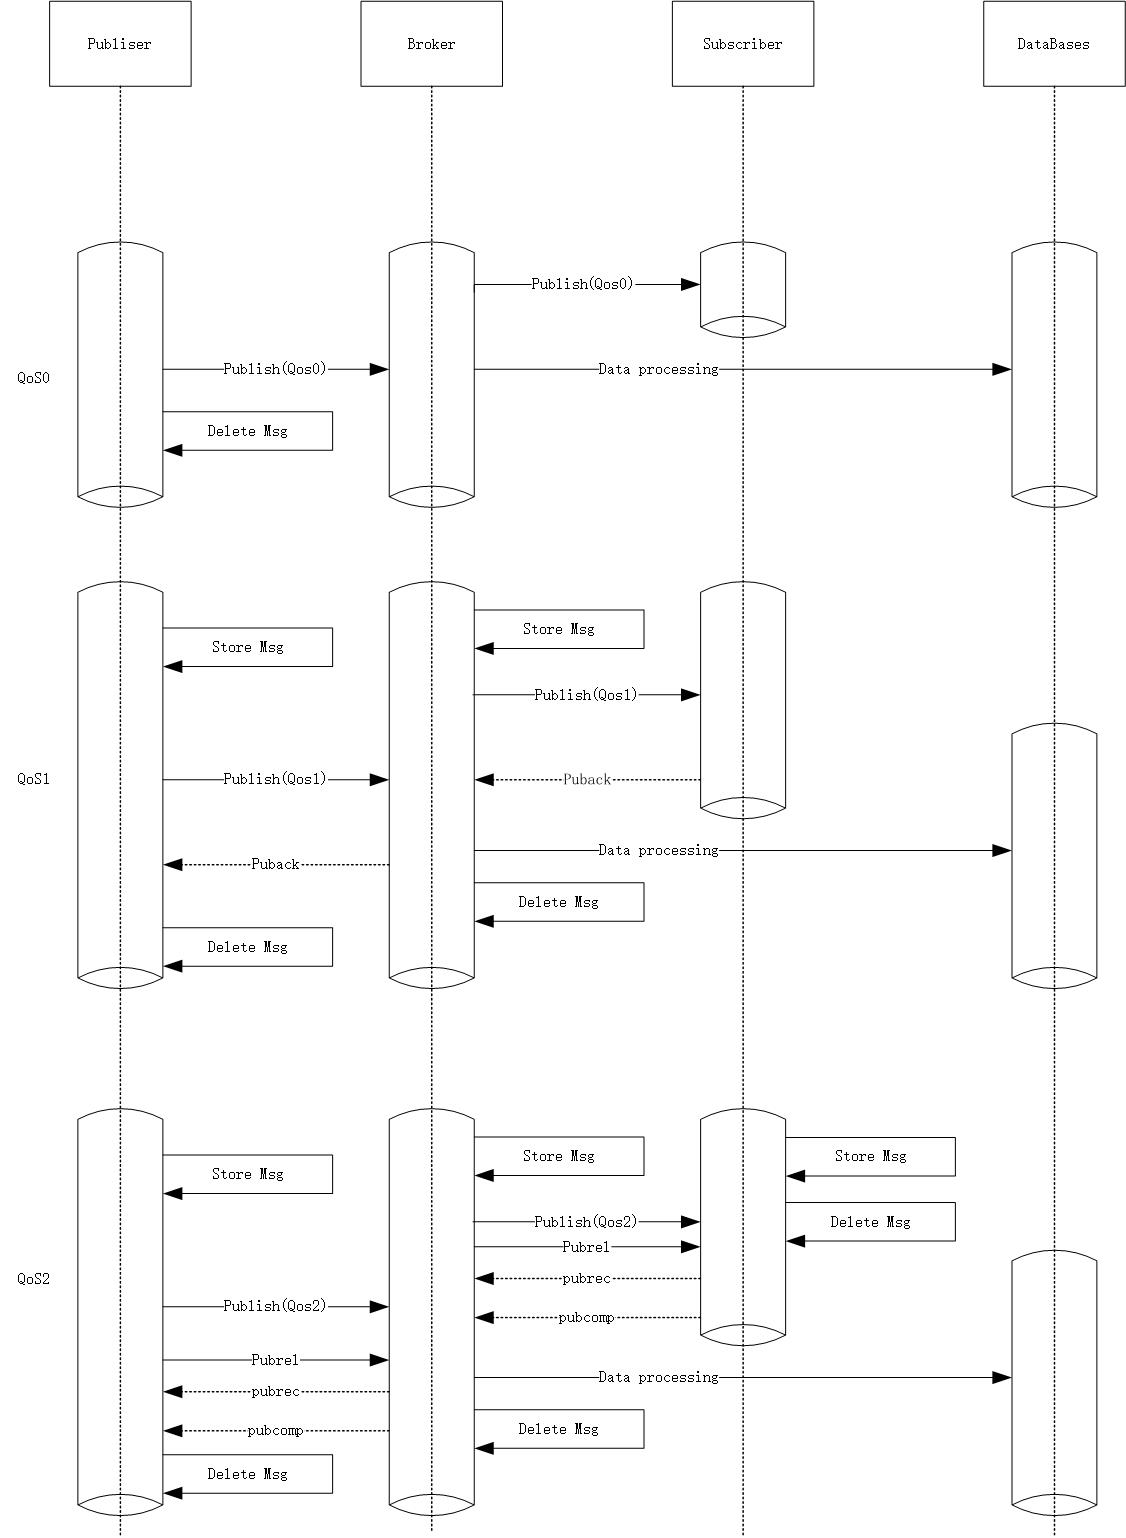 Publiser
Broker
Subscriber
DataBases
Publish(Qos0)
Publish(Qos0)
Data processing
QoS0
Delete Msg
Store Msg
Store Msg
Publish(Qos1)
QoS1
Publish(Qos1)
Puback
Data processing
Puback
Delete Msg
Delete Msg
Store Msg
Store Msg
Store Msg
Publish(Qos2)
Delete Msg
Pubrel
QoS2
pubrec
Publish(Qos2)
pubcomp
Pubrel
Data processing
pubrec
pubcomp
Delete Msg
Delete Msg